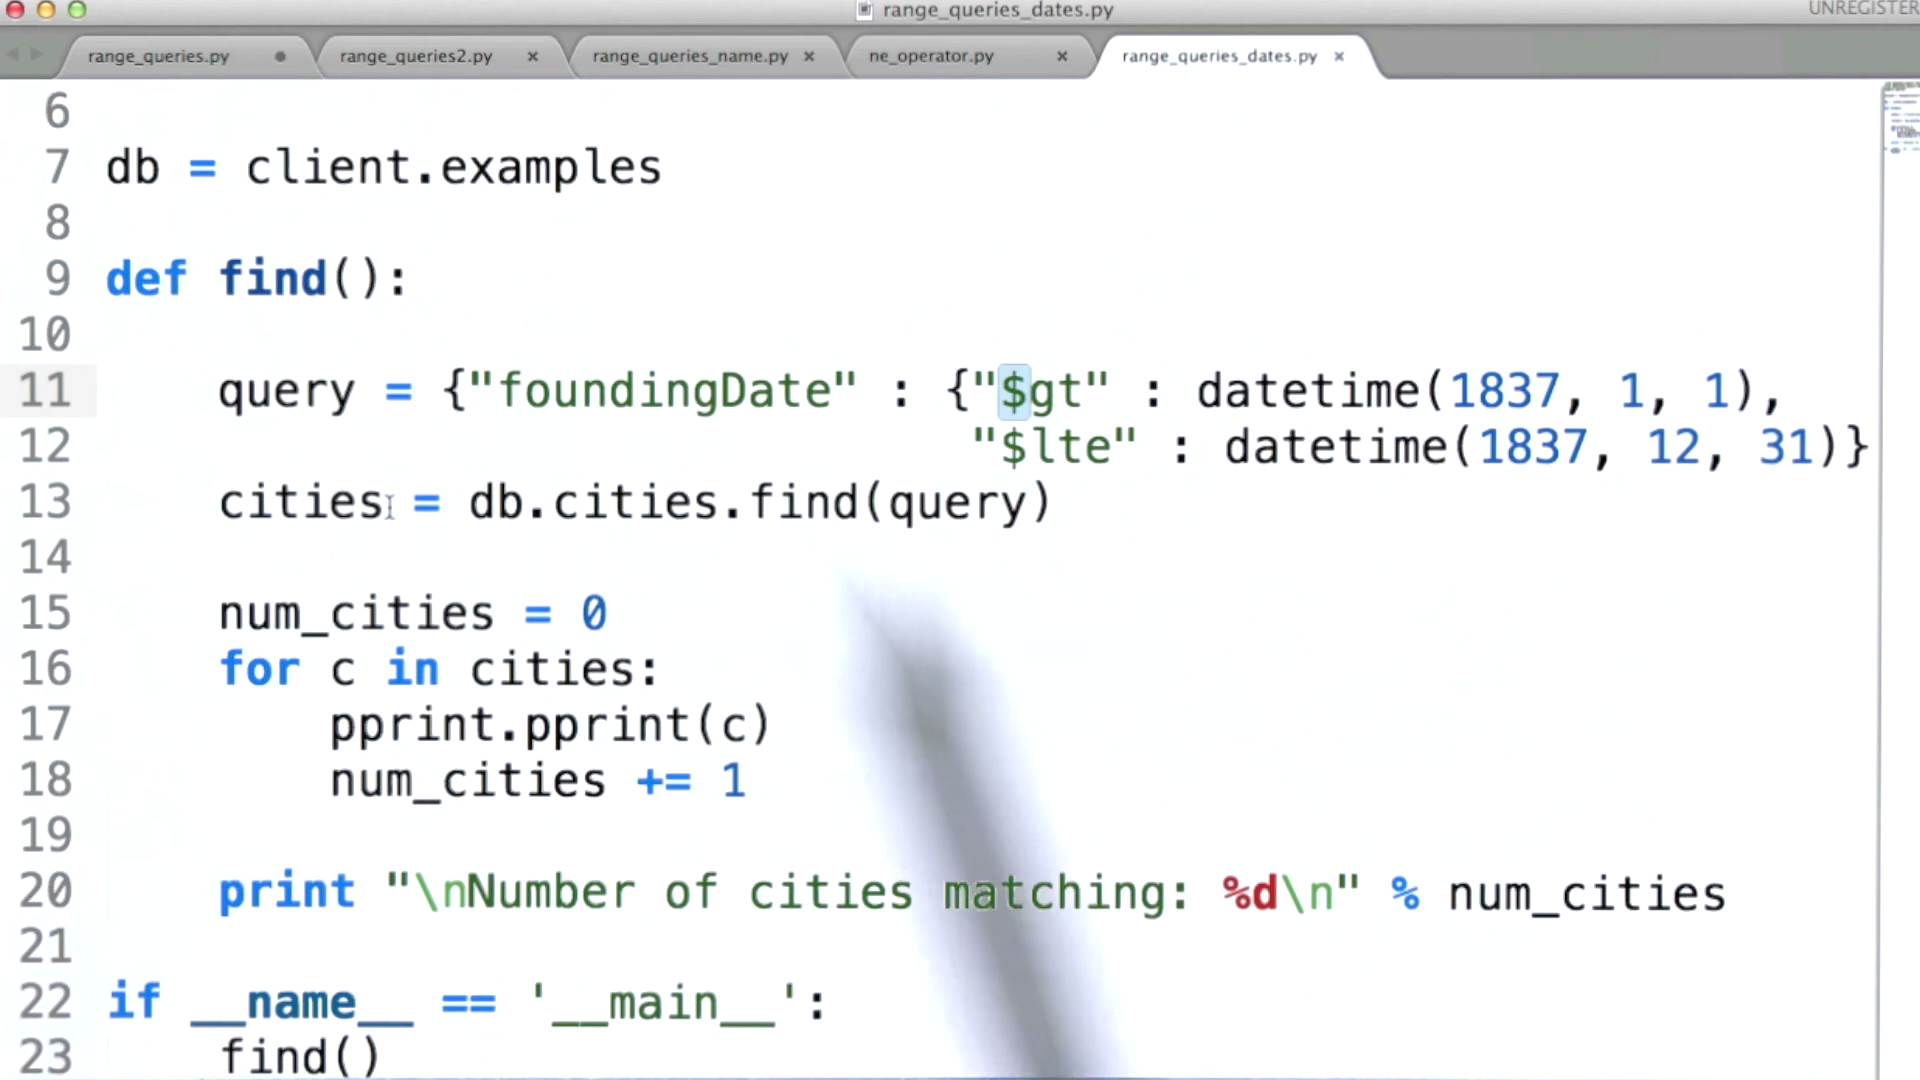 range_queries_dates.py
UNREGISTER
range_queries.py
range_queries2.py
range_queries_name.py
ne_operator.py
range_queries_dates.py
6
7 db = client.examples
8
9 def find():
10
11 query = {"foundingDate" : {"$gt" : datetime(1837, 1, 1),
12 "$lte" : datetime(1837, 12, 31)}
13 cities = db.cities.find(query)
14
15 num_cities = 0
16 for c in cities:
17 pprint.pprint(c)
18 num_cities += 1
19
20 print "\nNumber of cities matching: %d\n" % num_cities
21
22 if __name__ == '__main__':
23 find()